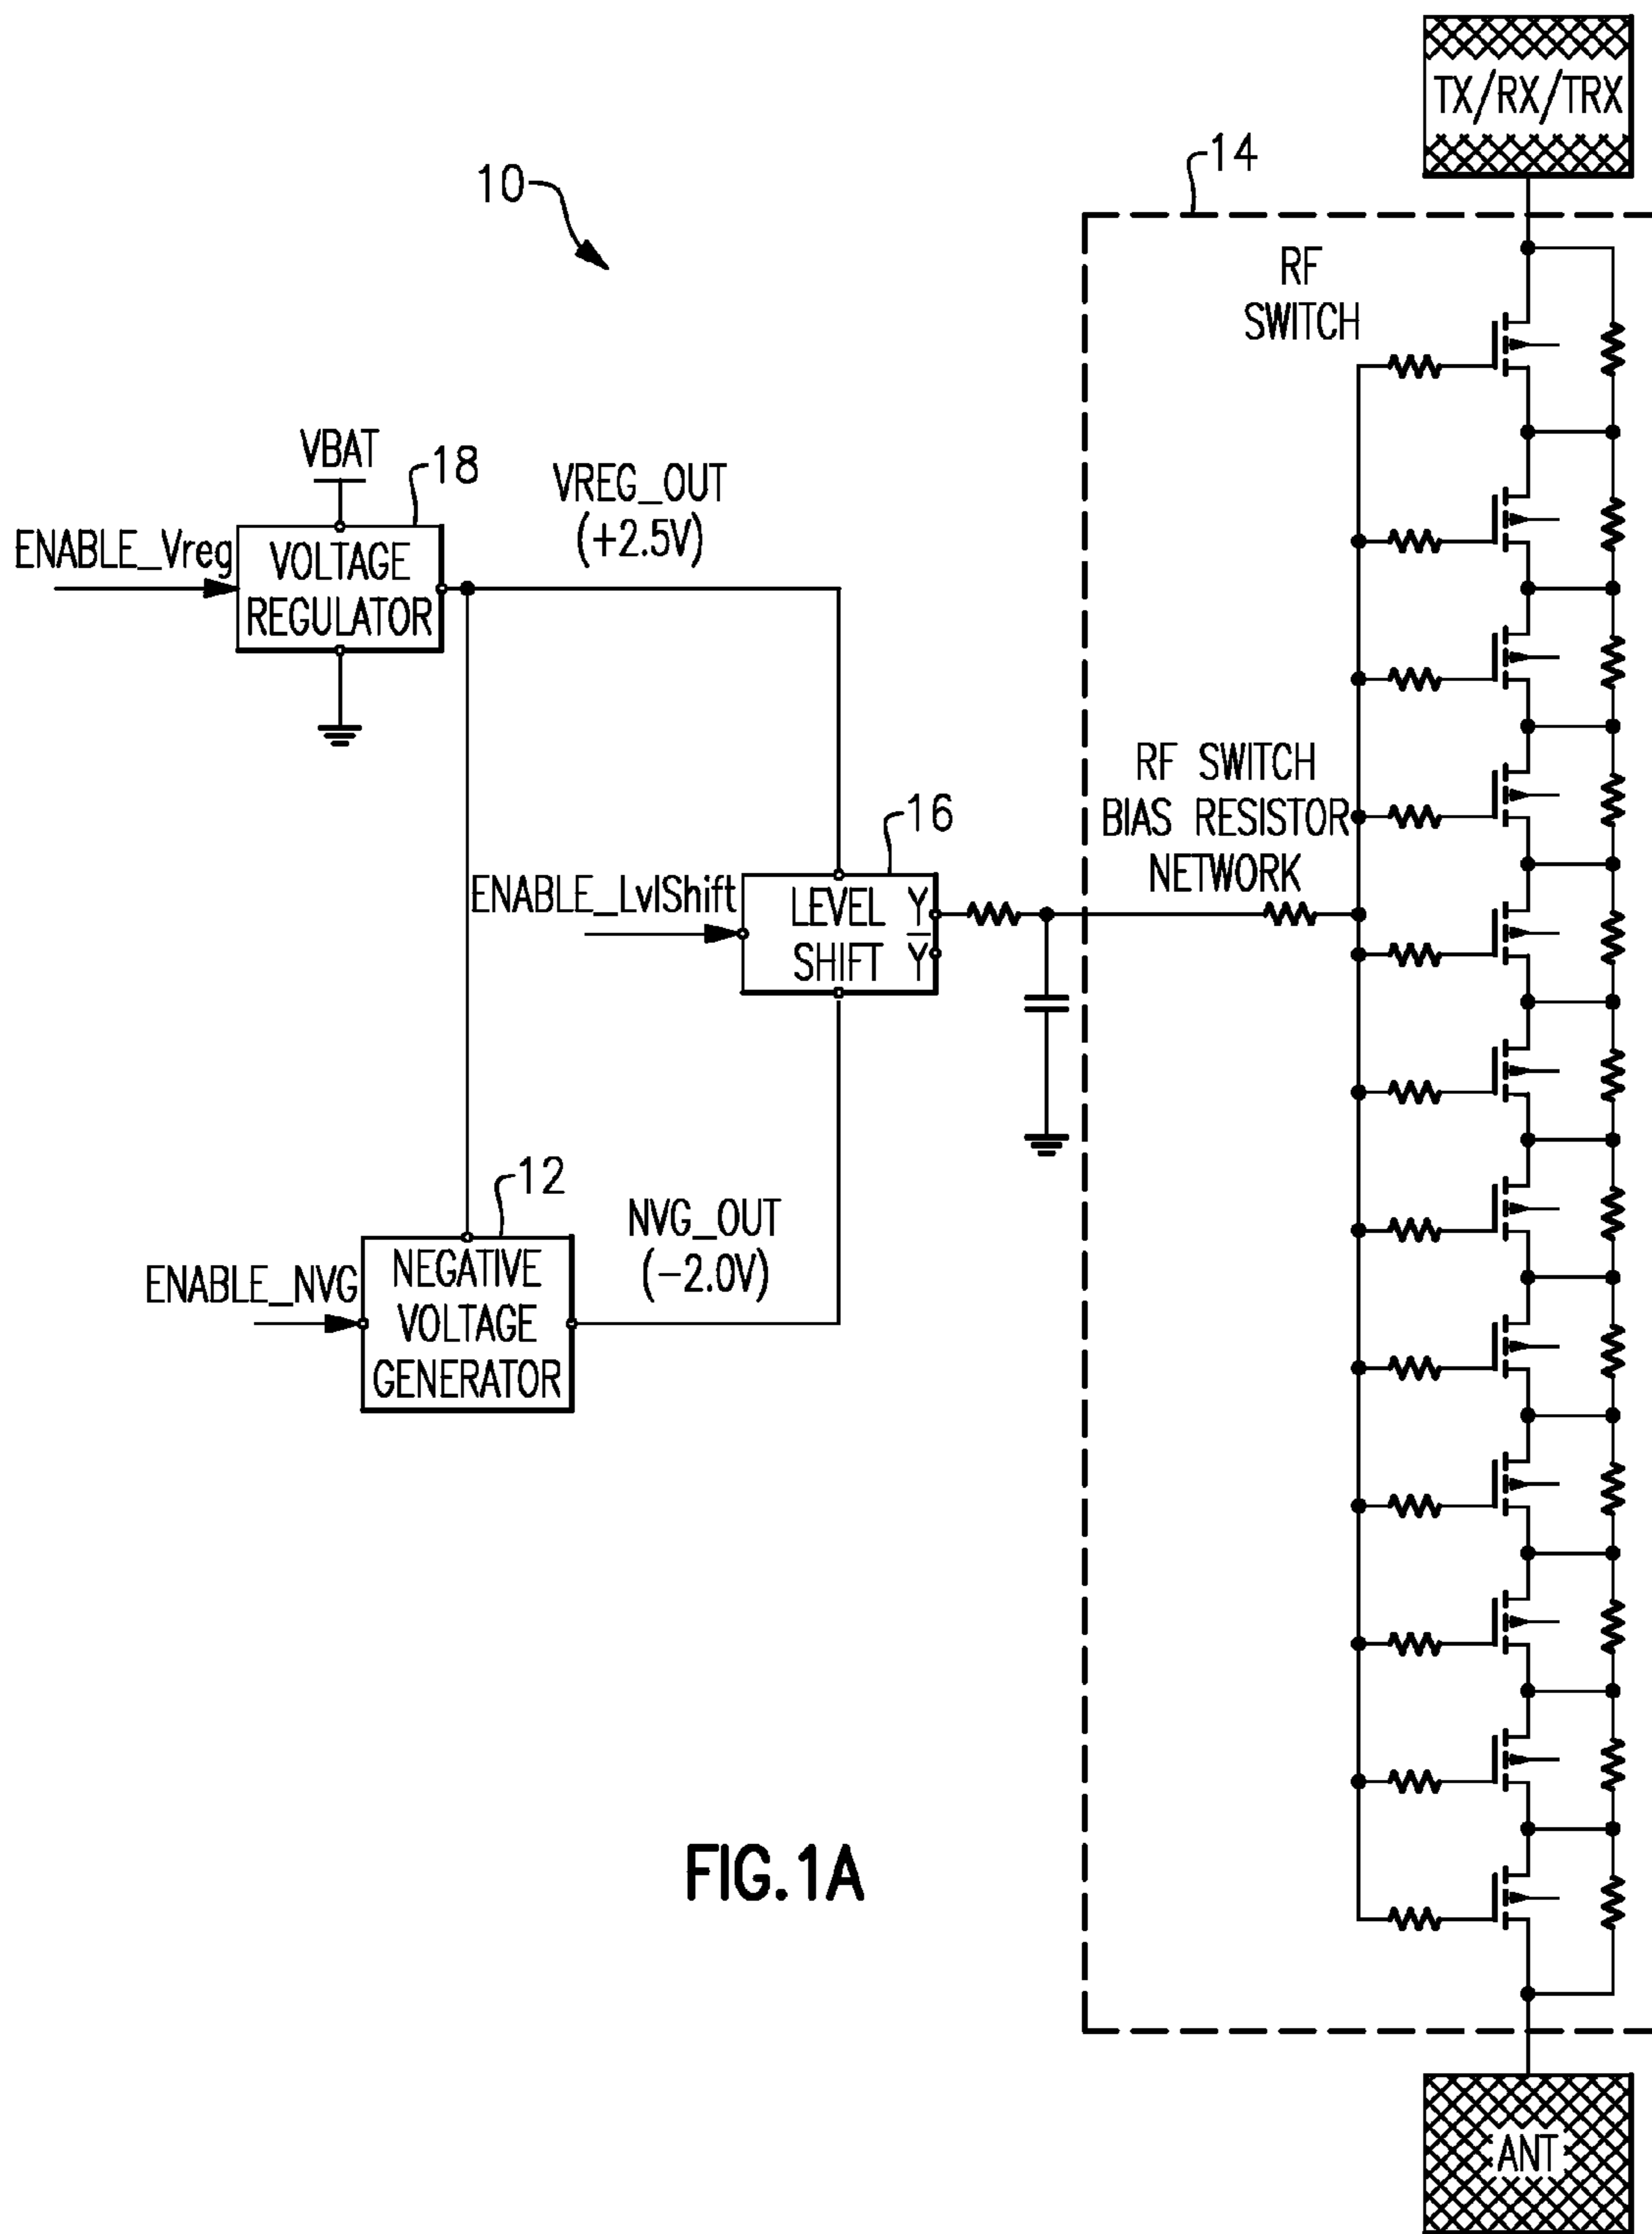 TX/RX/TRX
14
10
RF
SWITCH
VBAT
18
VREG_OUT
(+2.5V)
ENABLE_Vreg
VOLTAGE
REGULATOR
RF SWITCH
BIAS RESISTOR
NETWORK
16
ENABLE_LvlShift
LEVEL
SHIFT
Y
Y̅
12
NVG_OUT
(−2.0V)
ENABLE_NVG
NEGATIVE
VOLTAGE
GENERATOR
FIG.1A
ANT